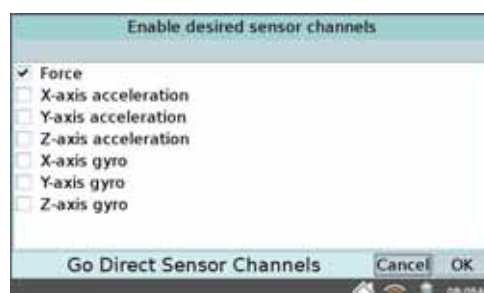 Enable desired sensor channels
Force
X-axis acceleration
Y-axis acceleration
Z-axis acceleration
X-axis gyro
Y-axis gyro
Z-axis gyro
Go Direct Sensor Channels Cancel OK